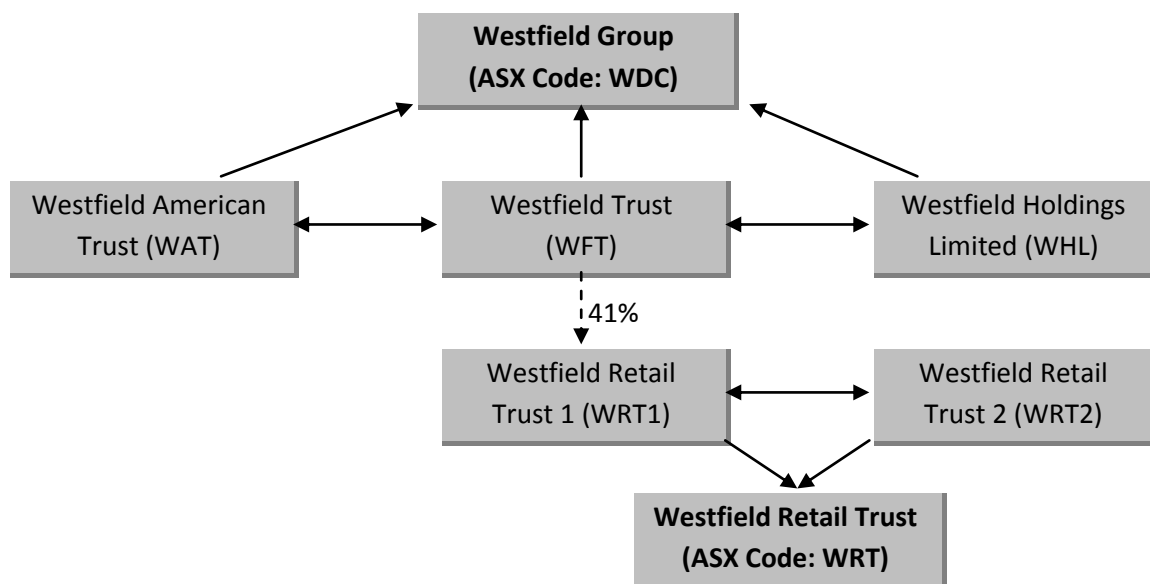 Westfield Group
(ASX Code: WDC)
Westfield American
Trust (WAT)
Westfield Trust
(WFT)
Westfield Holdings
Limited (WHL)
41%
Westfield Retail
Trust 1 (WRT1)
Westfield Retail
Trust 2 (WRT2)
Westfield Retail Trust
(ASX Code: WRT)